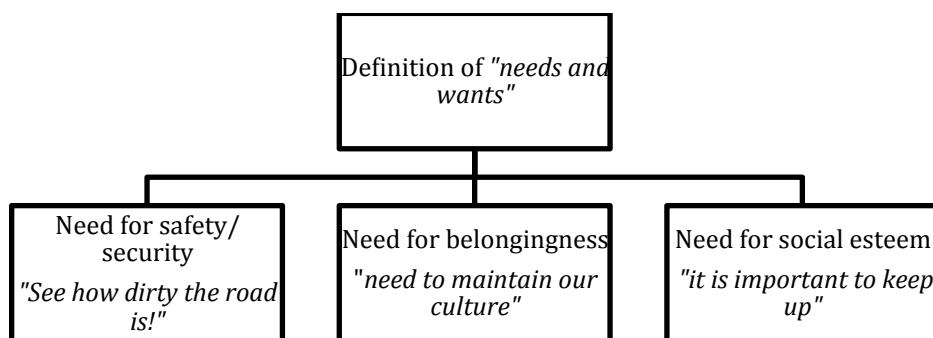 Definition of "needs and
wants"
Need for safety/
security
"See how dirty the road
is!"
Need for belongingness
"need to maintain our
culture"
Need for social esteem
"it is important to keep
up"